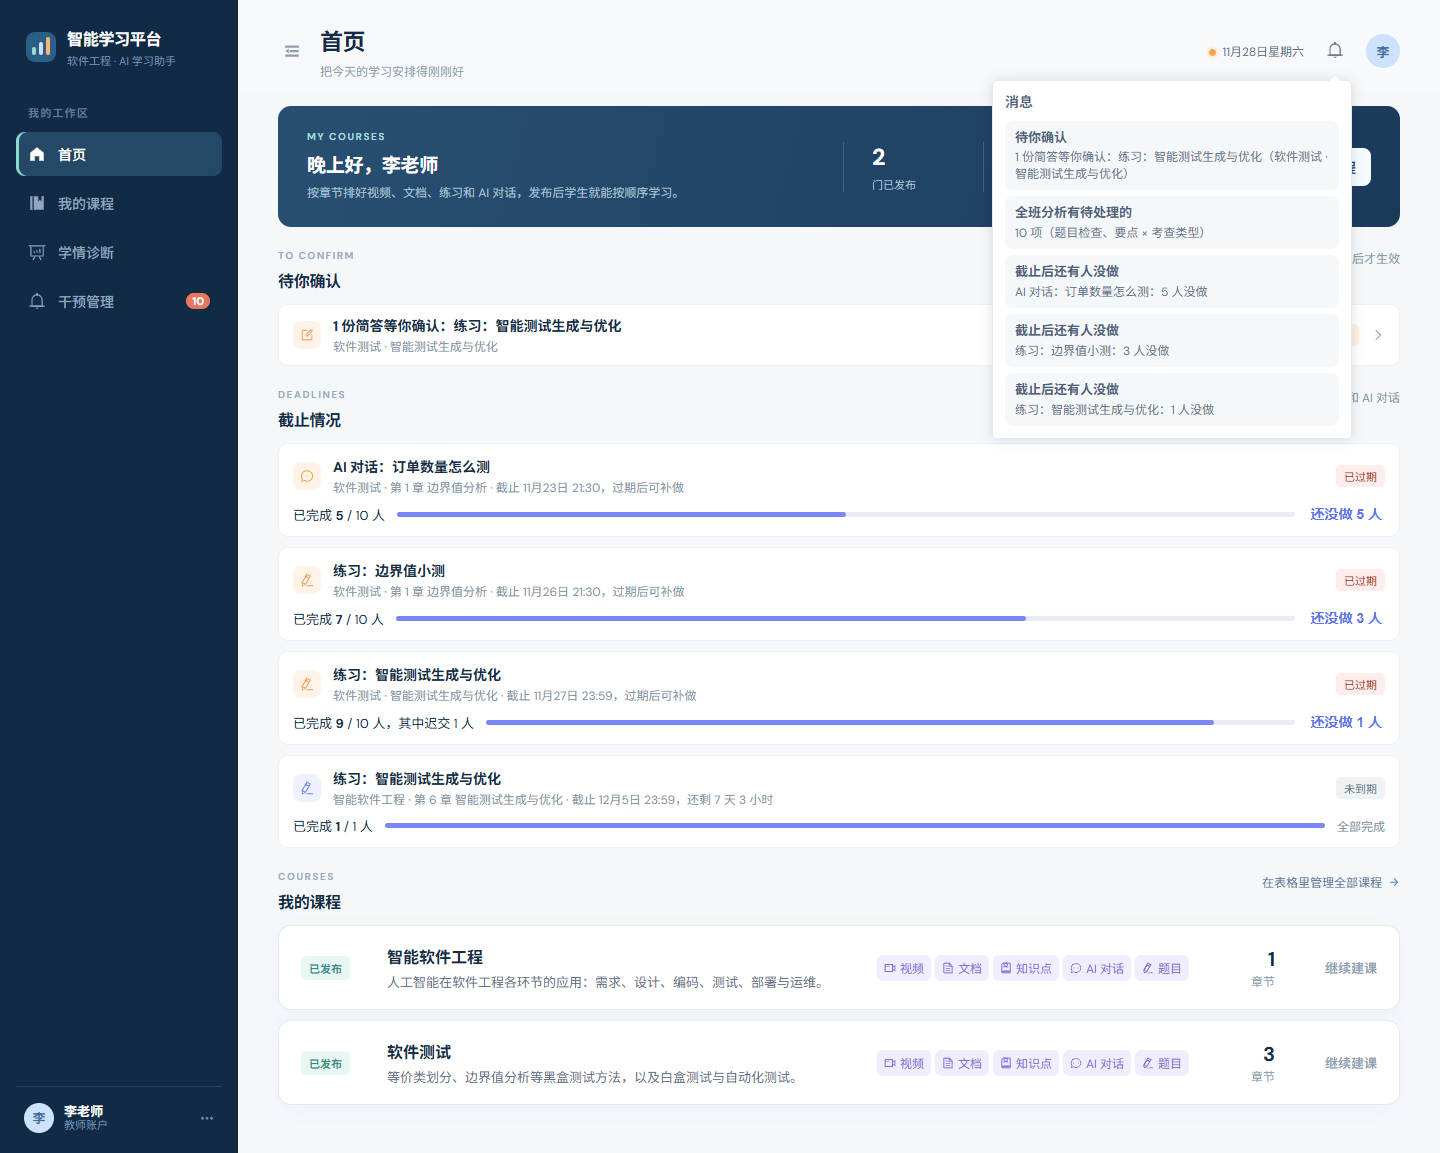 智能学习平台
软件工程 · AI 学习助手
我的工作区
首页
我的课程
学情诊断
干预管理
10
李
李老师
教师账户
首页
把今天的学习安排得刚刚好
11月28日星期六
李
MY COURSES
晚上好，李老师
按章节排好视频、文档、练习和 AI 对话，发布后学生就能按顺序学习。
2
门已发布
消息
待你确认
1 份简答等你确认：练习：智能测试生成与优化（软件测试 ·
智能测试生成与优化）
全班分析有待处理的
10 项（题目检查、要点 × 考查类型）
截止后还有人没做
AI 对话：订单数量怎么测：5 人没做
截止后还有人没做
练习：边界值小测：3 人没做
截止后还有人没做
练习：智能测试生成与优化：1 人没做
TO CONFIRM
待你确认
后才生效
1 份简答等你确认：练习：智能测试生成与优化
软件测试 · 智能测试生成与优化
DEADLINES
截止情况
和 AI 对话
AI 对话：订单数量怎么测
软件测试 · 第 1 章 边界值分析 · 截止 11月23日 21:30，过期后可补做
已过期
已完成 5 / 10 人
还没做 5 人
练习：边界值小测
软件测试 · 第 1 章 边界值分析 · 截止 11月26日 21:30，过期后可补做
已过期
已完成 7 / 10 人
还没做 3 人
练习：智能测试生成与优化
软件测试 · 智能测试生成与优化 · 截止 11月27日 23:59，过期后可补做
已过期
已完成 9 / 10 人，其中迟交 1 人
还没做 1 人
练习：智能测试生成与优化
智能软件工程 · 第 6 章 智能测试生成与优化 · 截止 12月5日 23:59，还剩 7 天 3 小时
未到期
已完成 1 / 1 人
全部完成
COURSES
我的课程
在表格里管理全部课程 →
已发布
智能软件工程
人工智能在软件工程各环节的应用：需求、设计、编码、测试、部署与运维。
视频
文档
知识点
AI 对话
题目
1
章节
继续建课
已发布
软件测试
等价类划分、边界值分析等黑盒测试方法，以及白盒测试与自动化测试。
视频
文档
知识点
AI 对话
题目
3
章节
继续建课